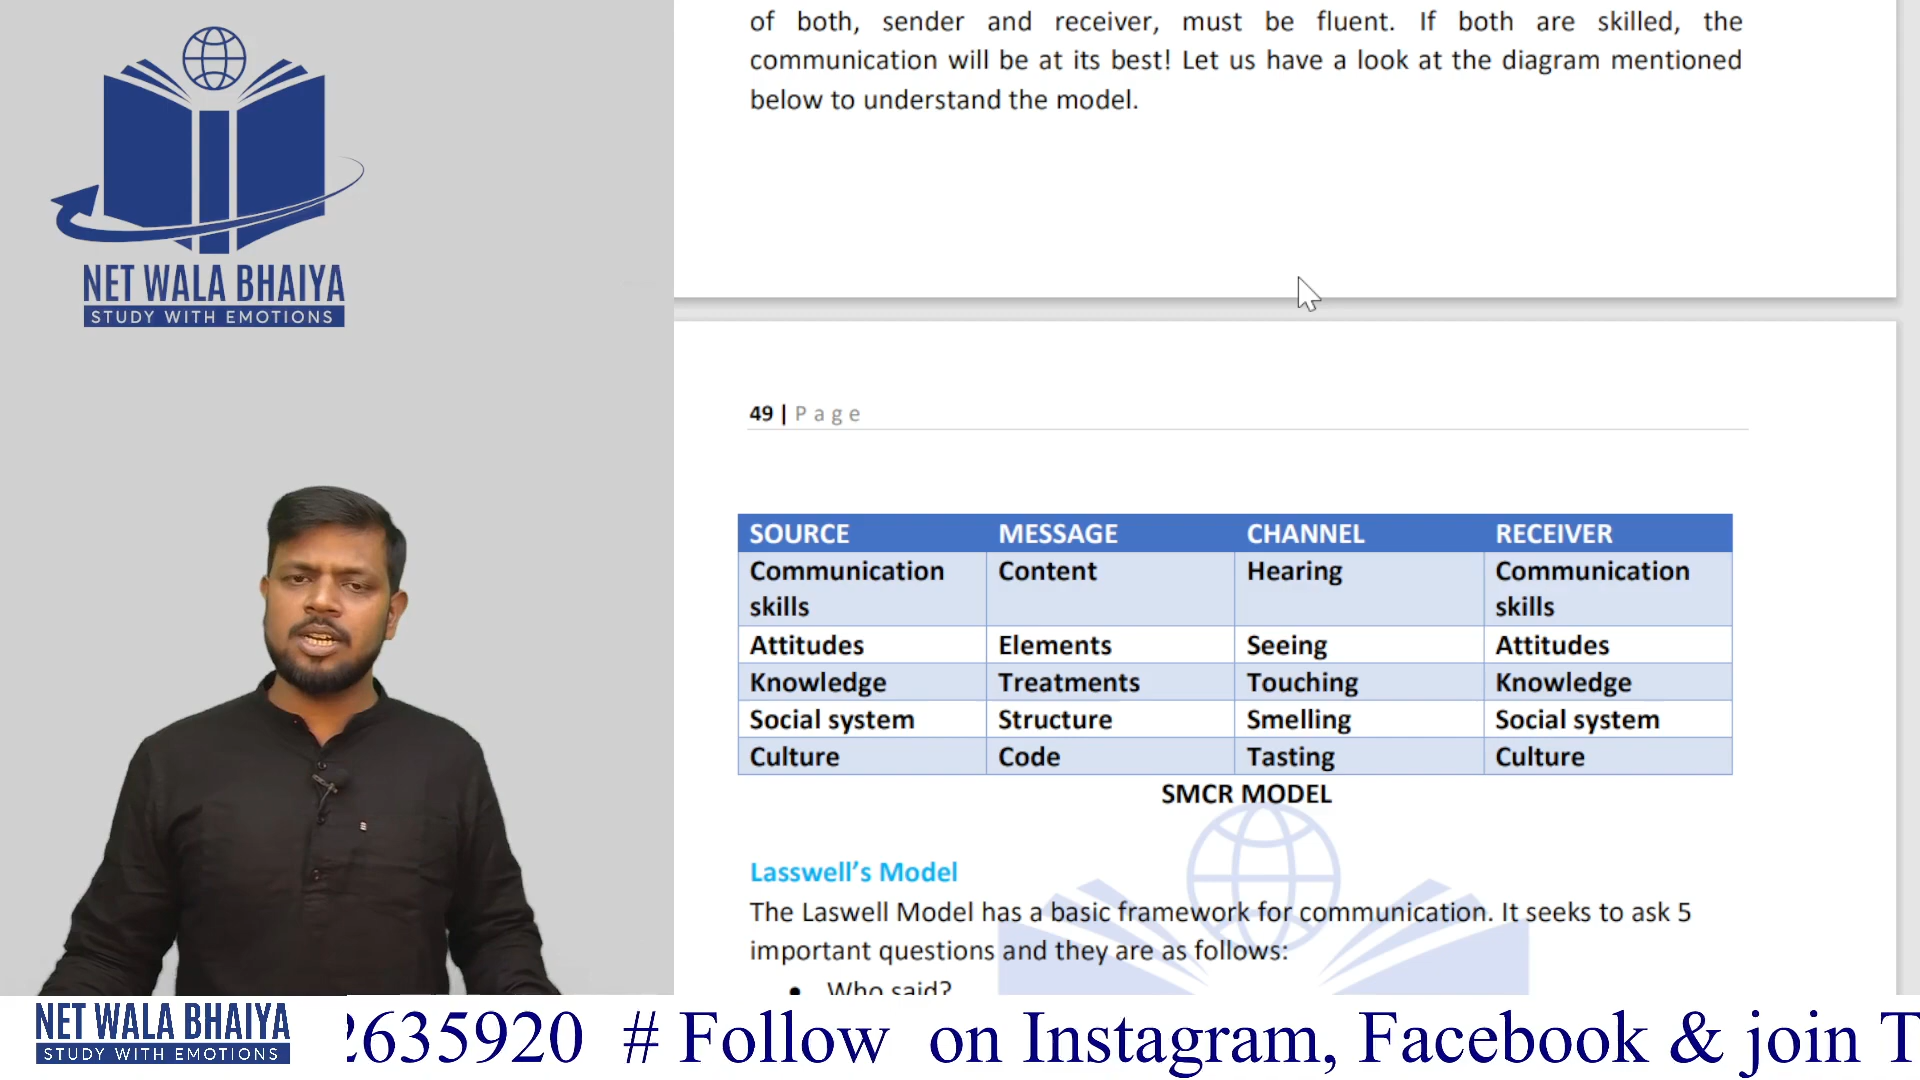 NET WALA BHAIYA
STUDY WITH EMOTIONS
of both, sender and receiver, must be fluent. If both are skilled, the
communication will be at its best! Let us have a look at the diagram mentioned
below to understand the model.
49 | Page
SOURCE MESSAGE CHANNEL RECEIVER
Communication skills Content Hearing Communication skills
Attitudes Elements Seeing Attitudes
Knowledge Treatments Touching Knowledge
Social system Structure Smelling Social system
Culture Code Tasting Culture
SMCR MODEL
Lasswell’s Model
The Laswell Model has a basic framework for communication. It seeks to ask 5
important questions and they are as follows:
• Who said?
NET WALA BHAIYA
STUDY WITH EMOTIONS
2635920 # Follow on Instagram, Facebook & join T